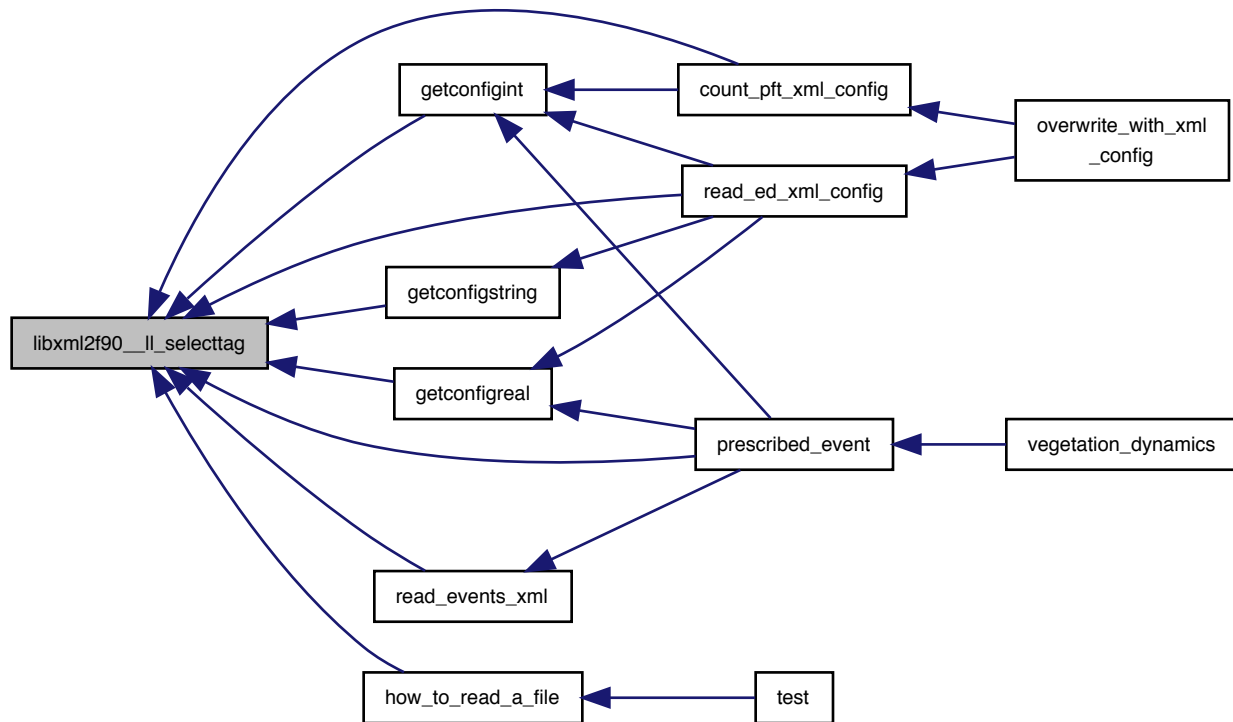 getconfigint
count_pft_xml_config
overwrite_with_xml
_config
read_ed_xml_config
getconfigstring
libxml2f90__ll_selecttag
getconfigreal
prescribed_event
vegetation_dynamics
read_events_xml
how_to_read_a_file
test